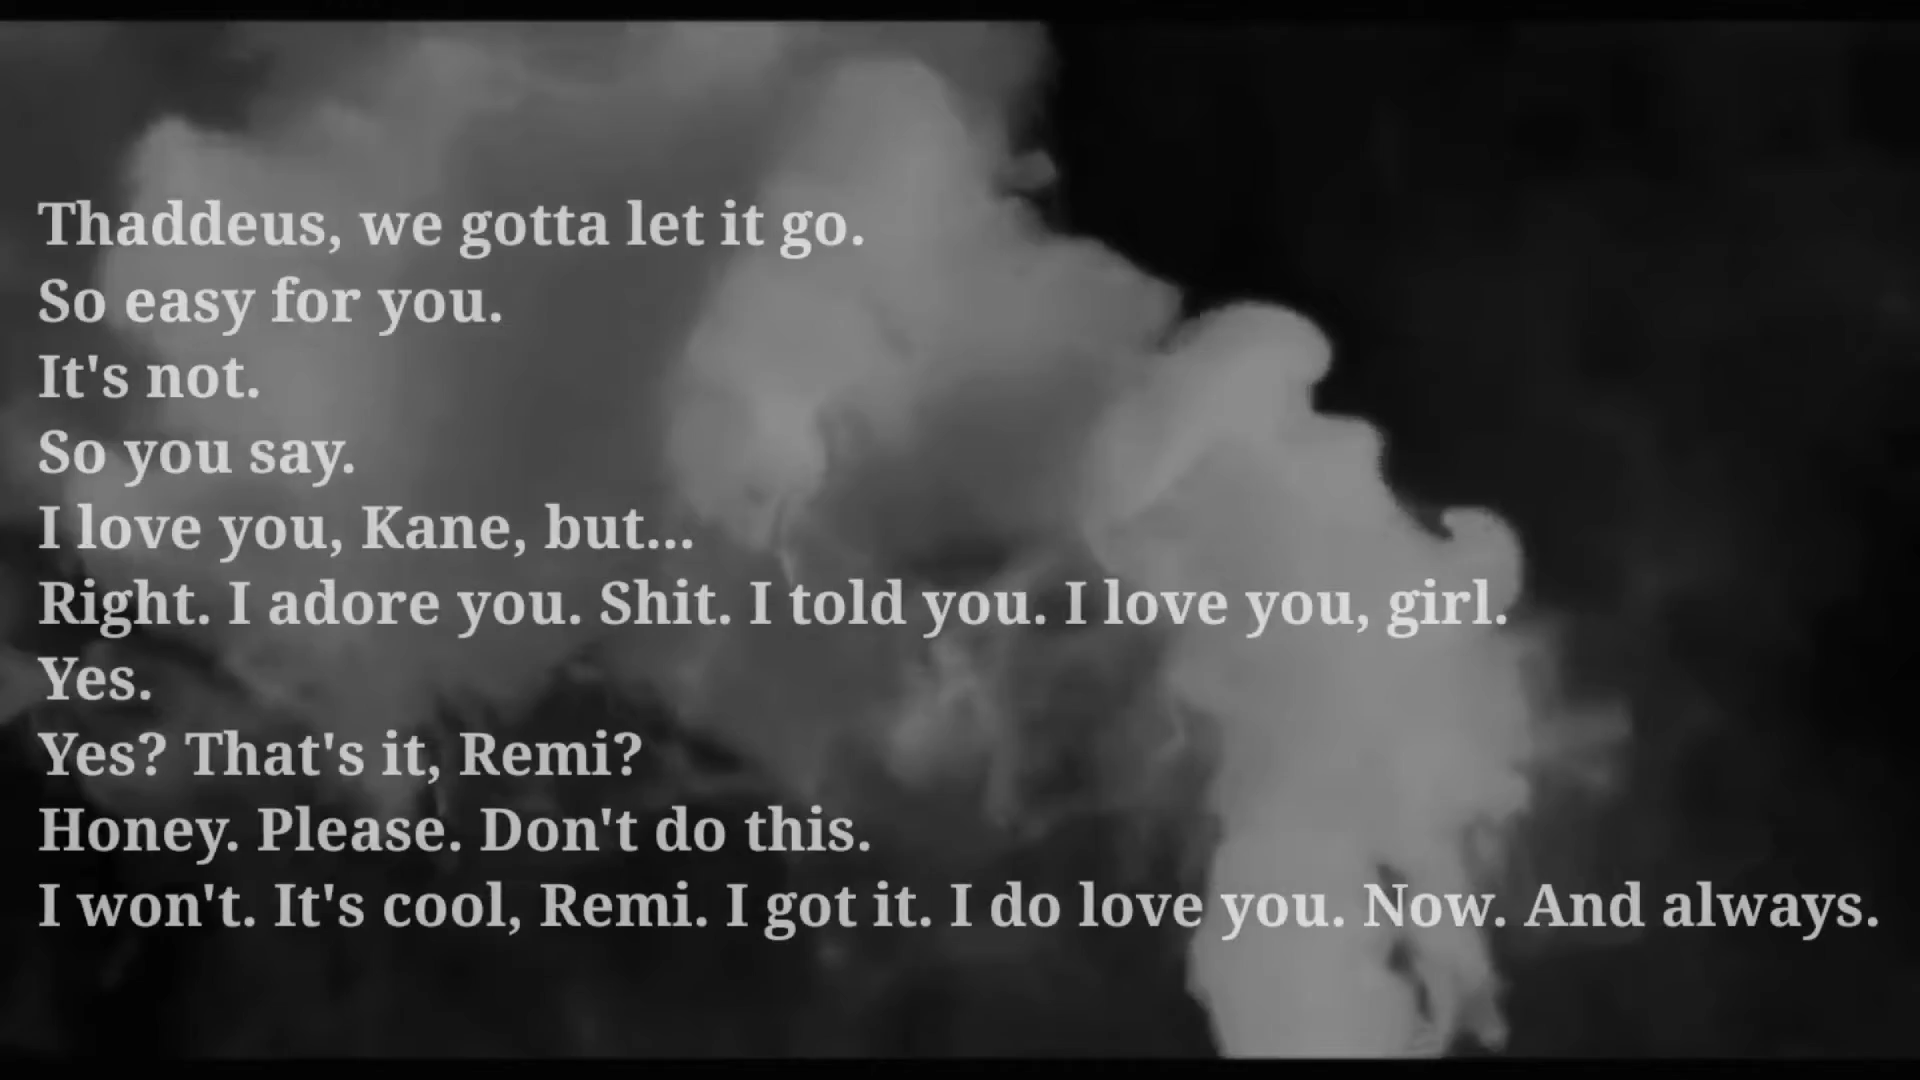 Thaddeus, we gotta let it go.
So easy for you.
It's not.
So you say.
I love you, Kane, but...
Right. I adore you. Shit. I told you. I love you, girl.
Yes.
Yes? That's it, Remi?
Honey. Please. Don't do this.
I won't. It's cool, Remi. I got it. I do love you. Now. And always.